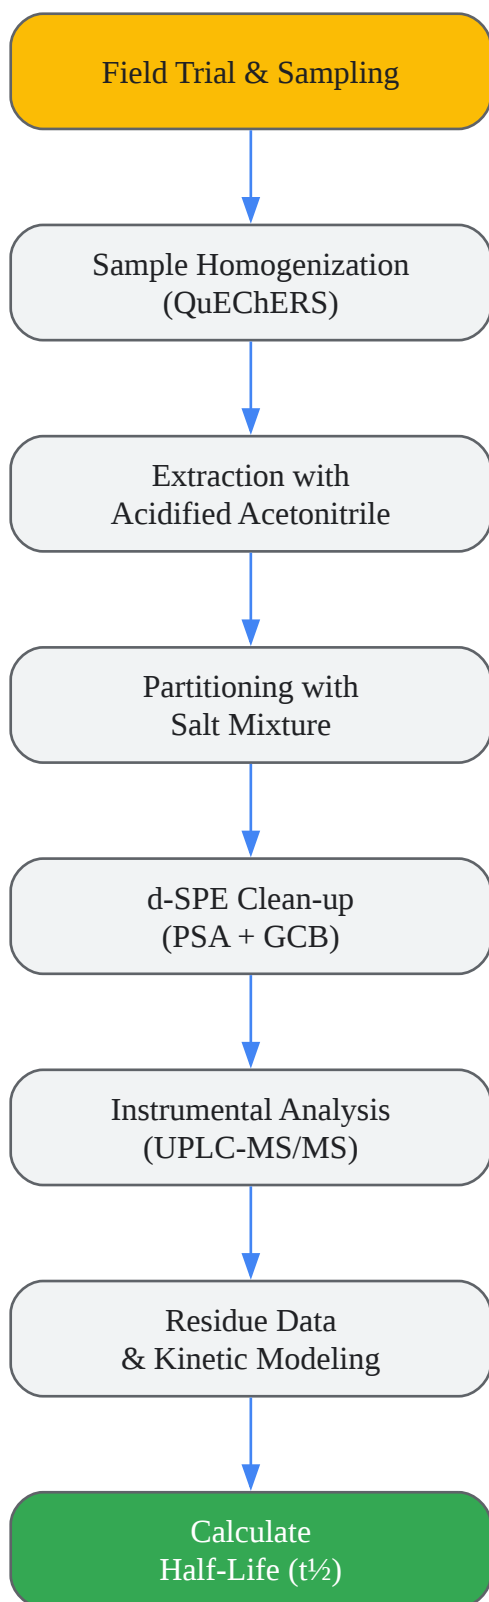 Field Trial & Sampling
Sample Homogenization
(QuEChERS)
Extraction with
Acidified Acetonitrile
Partitioning with
Salt Mixture
d-SPE Clean-up
(PSA + GCB)
Instrumental Analysis
(UPLC-MS/MS)
Residue Data
& Kinetic Modeling
Calculate
Half-Life (t½)